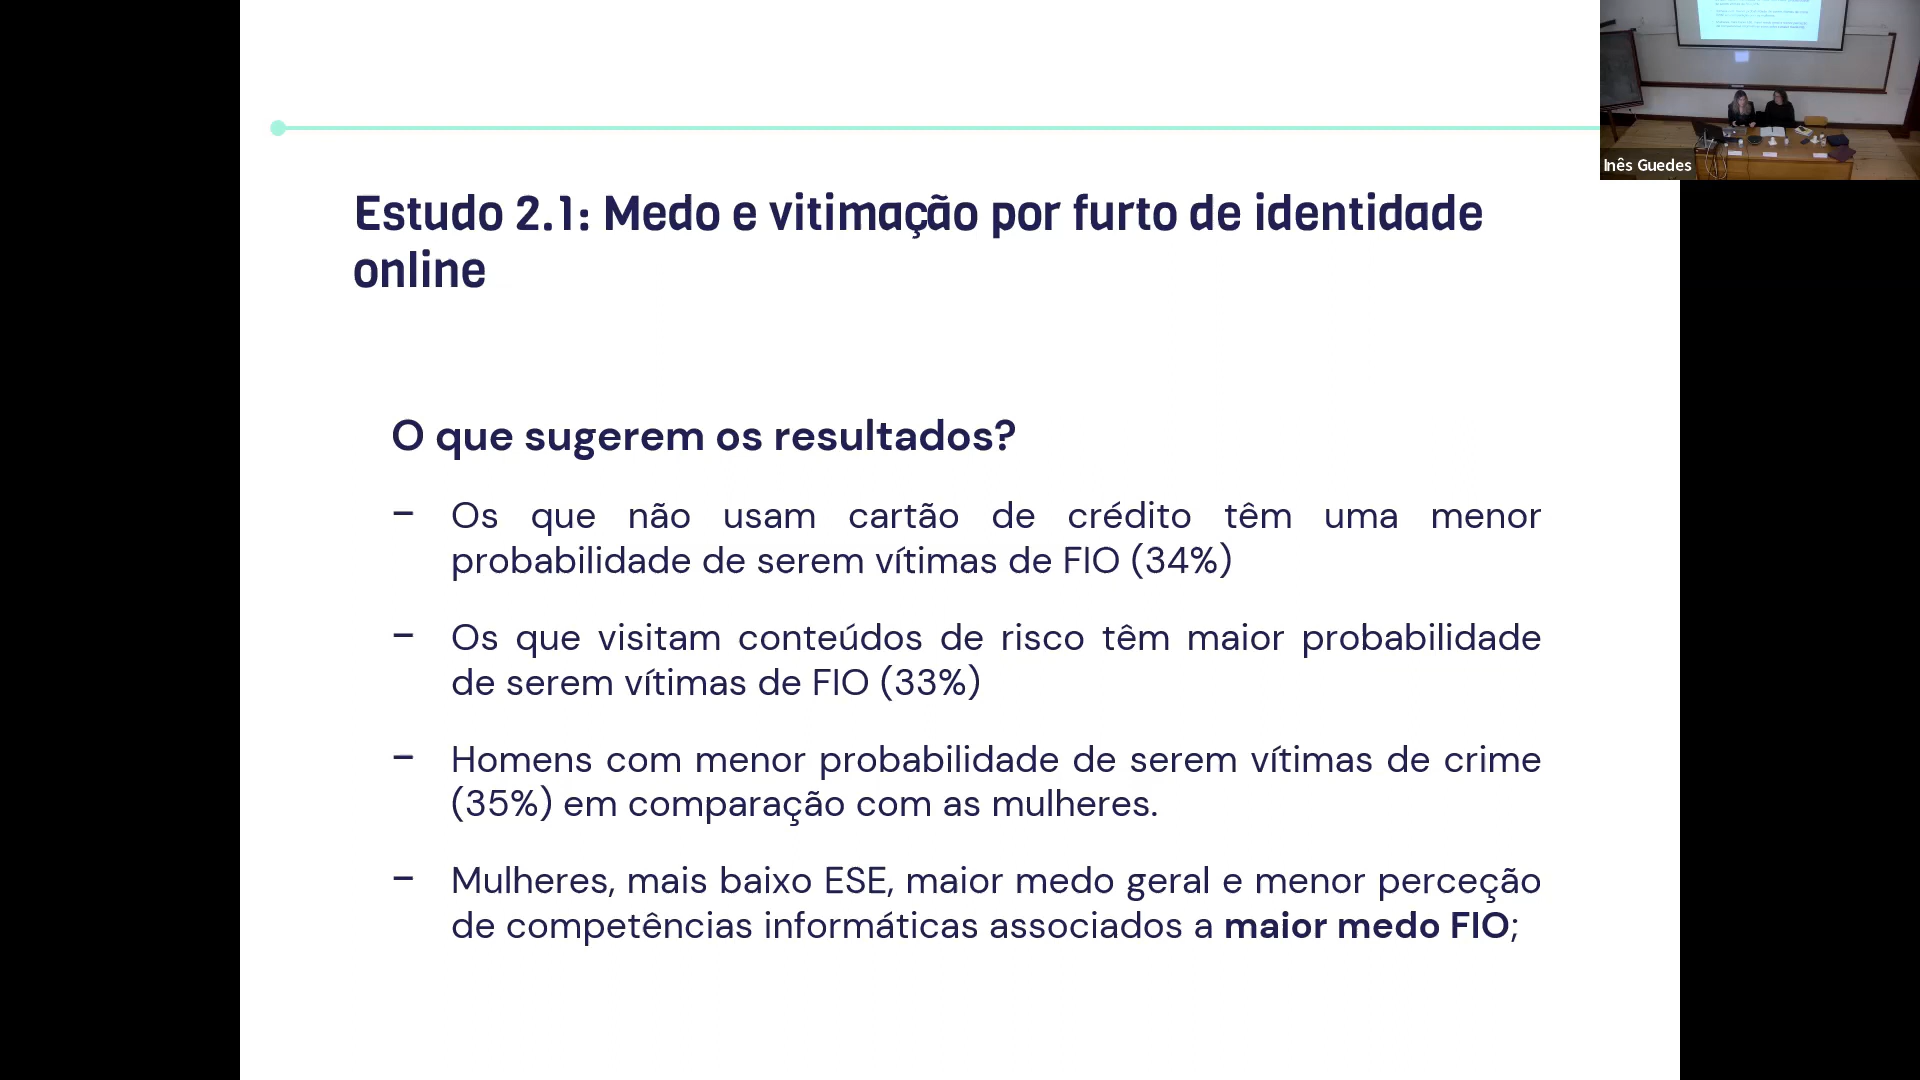 Estudo 2.1: Medo e vitimação por furto de identidade
online
O que sugerem os resultados?
– Os que não usam cartão de crédito têm uma menor
probabilidade de serem vítimas de FIO (34%)
– Os que visitam conteúdos de risco têm maior probabilidade
de serem vítimas de FIO (33%)
– Homens com menor probabilidade de serem vítimas de crime
(35%) em comparação com as mulheres.
– Mulheres, mais baixo ESE, maior medo geral e menor perceção
de competências informáticas associados a maior medo FIO;
Inês Guedes